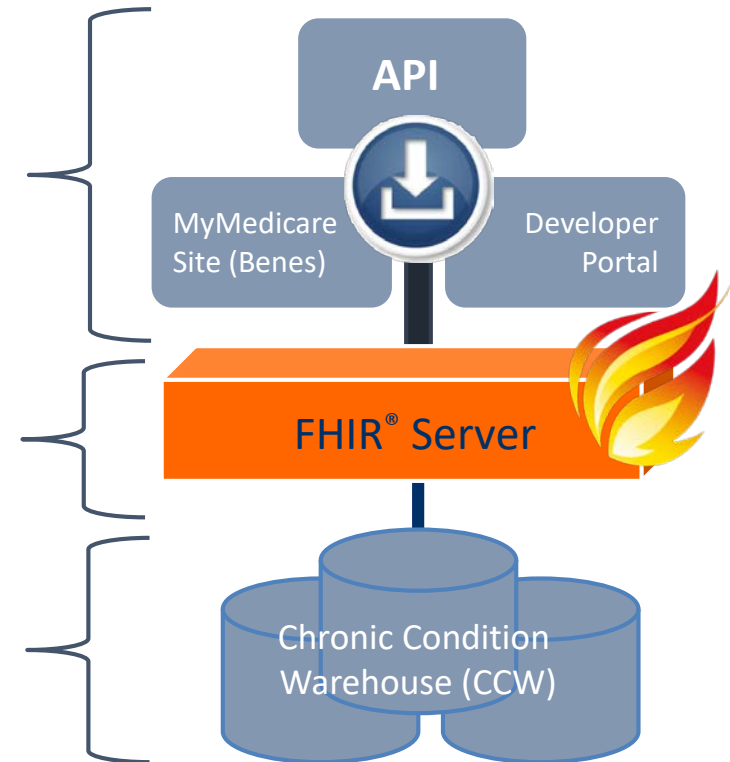 API
MyMedicare
Site (Benes)
Developer
Portal
FHIR® Server
Chronic Condition
Warehouse (CCW)